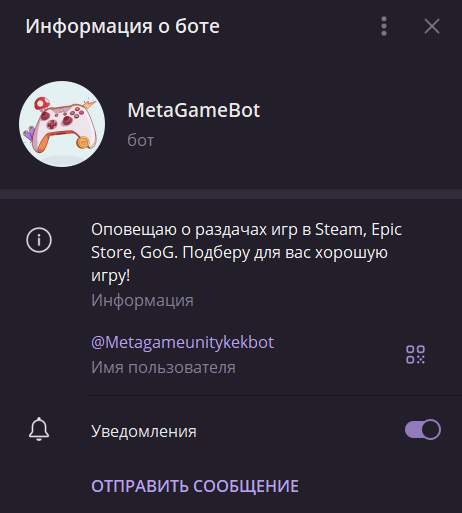 Информация о боте
MetaGameBot
бот
Оповещаю о раздачах игр в Steam, Epic
Store, GoG. Подберу для вас хорошую
игру!
Информация
@Metagameunitykekbot
Имя пользователя
Уведомления
ОТПРАВИТЬ СООБЩЕНИЕ